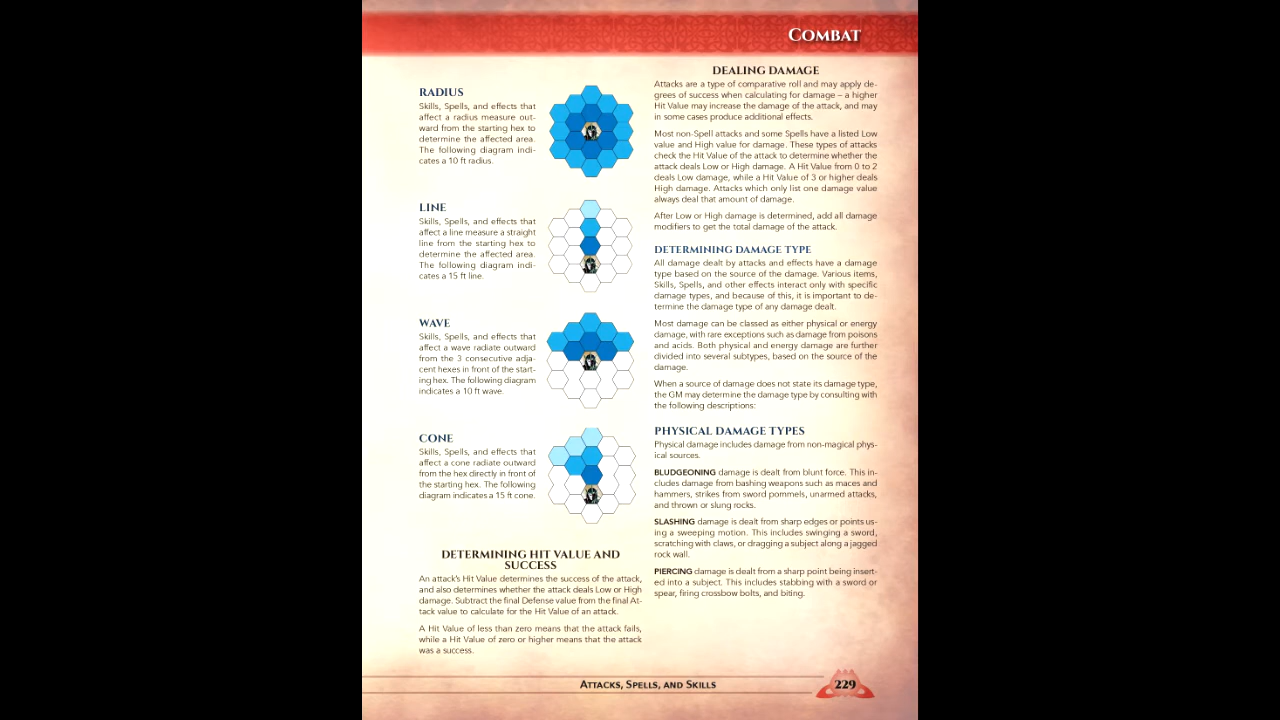 COMBAT
RADIUS
Skills, Spells, and effects that
affect a radius measure out-
ward from the starting hex to
determine the affected area.
The following diagram indi-
cates a 10 ft radius.
LINE
Skills, Spells, and effects that
affect a line measure a straight
line from the starting hex to
determine the affected area.
The following diagram indi-
cates a 15 ft line.
WAVE
Skills, Spells, and effects that
affect a wave radiate outward
from the 3 consecutive adja-
cent hexes in front of the start-
ing hex. The following diagram
indicates a 10 ft wave.
CONE
Skills, Spells, and effects that
affect a cone radiate outward
from the hex directly in front of
the starting hex. The following
diagram indicates a 15 ft cone.
DETERMINING HIT VALUE AND
SUCCESS
An attack's Hit Value determines the success of the attack,
and also determines whether the attack deals Low or High
damage. Subtract the final Defense value from the final At-
tack value to calculate for the Hit Value of an attack.
A Hit Value of less than zero means that the attack fails,
while a Hit Value of zero or higher means that the attack
was a success.
DEALING DAMAGE
Attacks are a type of comparative roll and may apply de-
grees of success when calculating for damage – a higher
Hit Value may increase the damage of the attack, and may
in some cases produce additional effects.
Most non-Spell attacks and some Spells have a listed Low
value and High value for damage. These types of attacks
check the Hit Value of the attack to determine whether the
attack deals Low or High damage. A Hit Value from 0 to 2
deals Low damage, while a Hit Value of 3 or higher deals
High damage. Attacks which only list one damage value
always deal that amount of damage.
After Low or High damage is determined, add all damage
modifiers to get the total damage of the attack.
DETERMINING DAMAGE TYPE
All damage dealt by attacks and effects have a damage
type based on the source of the damage. Various items,
Skills, Spells, and other effects interact only with specific
damage types, and because of this, it is important to de-
termine the damage type of any damage dealt.
Most damage can be classed as either physical or energy
damage, with rare exceptions such as damage from poisons
and acids. Both physical and energy damage are further
divided into several subtypes, based on the source of the
damage.
When a source of damage does not state its damage type,
the GM may determine the damage type by consulting with
the following descriptions:
PHYSICAL DAMAGE TYPES
Physical damage includes damage from non-magical phys-
ical sources.
BLUDGEONING damage is dealt from blunt force. This in-
cludes damage from bashing weapons such as maces and
hammers, strikes from sword pommels, unarmed attacks,
and thrown or slung rocks.
SLASHING damage is dealt from sharp edges or points us-
ing a sweeping motion. This includes swinging a sword,
scratching with claws, or dragging a subject along a jagged
rock wall.
PIERCING damage is dealt from a sharp point being insert-
ed into a subject. This includes stabbing with a sword or
spear, firing crossbow bolts, and biting.
ATTACKS, SPELLS, AND SKILLS
229